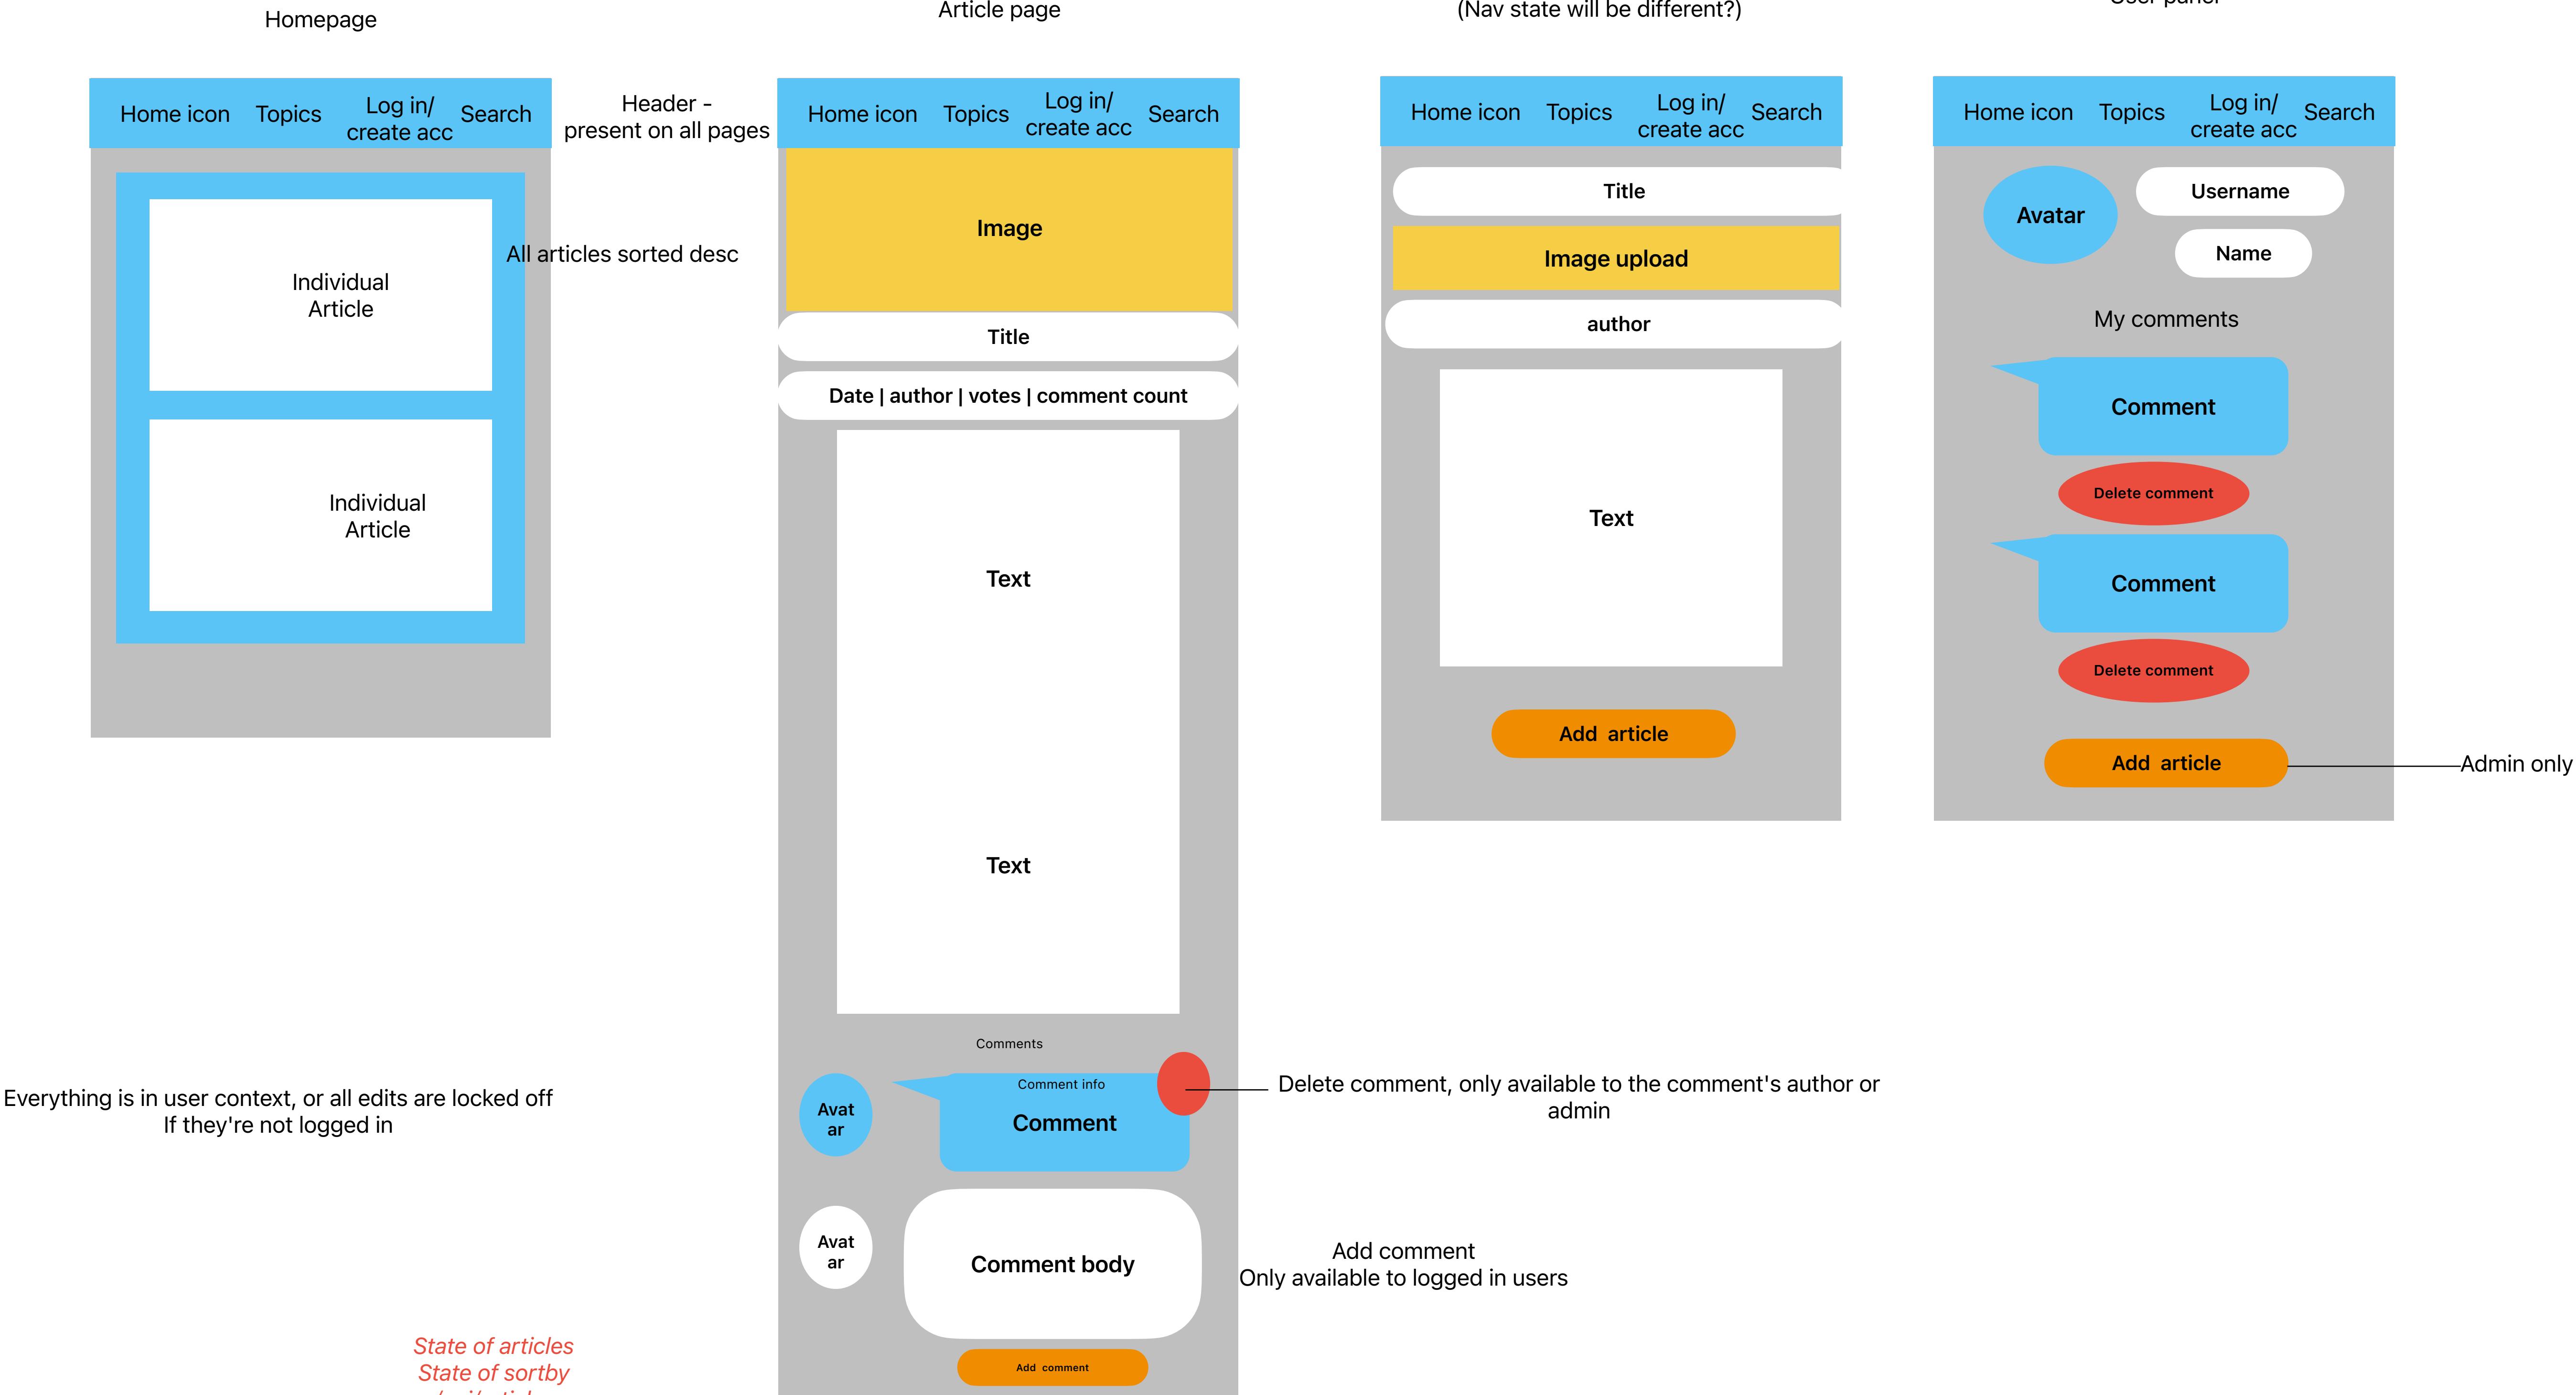 Homepage
Home icon
Topics
Log in/
create acc
Search
Individual
Article
Individual
Article
Header -
present on all pages
All articles sorted desc
Everything is in user context, or all edits are locked off
If they're not logged in
State of articles
State of sortby
Article page
Home icon
Topics
Log in/
create acc
Search
Image
Title
Date | author | votes | comment count
Text
Text
Comments
Comment info
Avat
ar
Comment
Delete comment, only available to the comment's author or
admin
Avat
ar
Comment body
Add comment
Only available to logged in users
Add comment
(Nav state will be different?)
Home icon
Topics
Log in/
create acc
Search
Title
Image upload
author
Text
Add article
User panel
Home icon
Topics
Log in/
create acc
Search
Avatar
Username
Name
My comments
Comment
Delete comment
Comment
Delete comment
Add article
Admin only